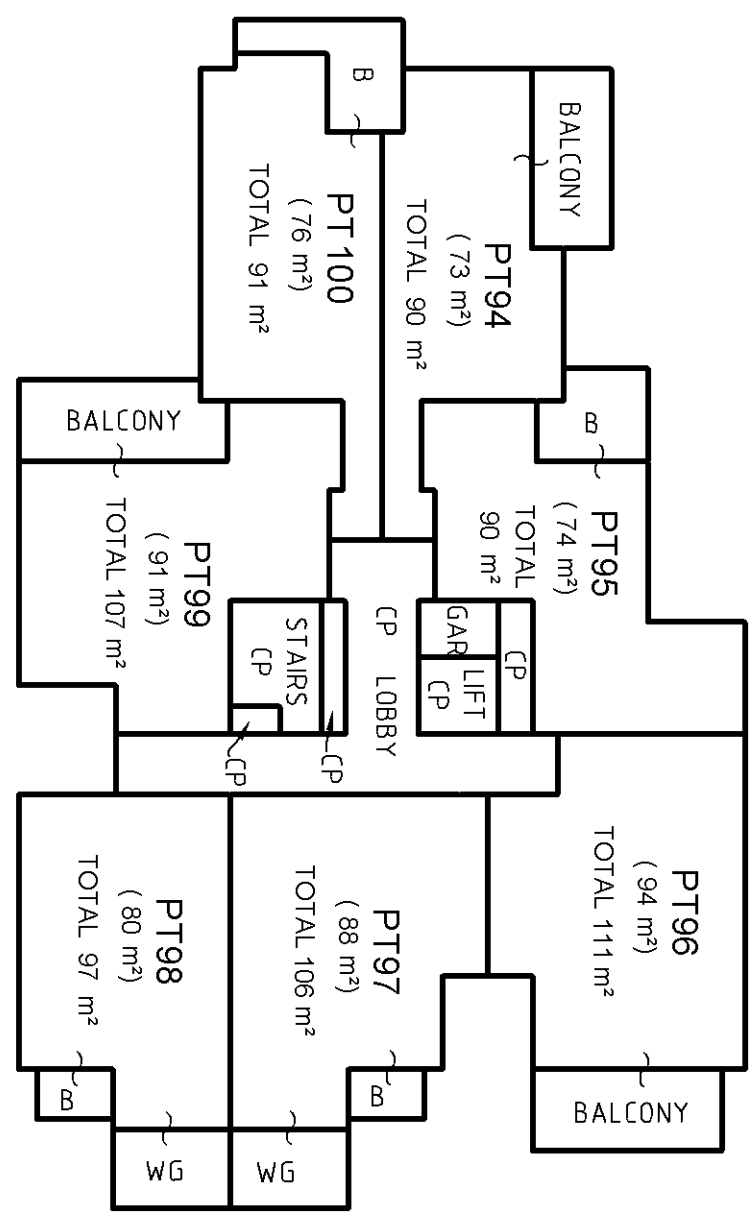 B
BALCONY
PT 100
( 76 m²)
TOTAL 91 m²
PT94
( 73 m²)
TOTAL 90 m²
BALCONY
B
PT95
( 74 m²)
TOTAL
90 m²
PT99
( 91 m²)
TOTAL 107 m²
STAIRS
CP
CP
CP
CP LOBBY
GAR
LIFT
CP
CP
PT96
( 94 m²)
TOTAL 111 m²
PT97
( 88 m²)
TOTAL 106 m²
PT98
( 80 m²)
TOTAL 97 m²
B
B
BALCONY
WG
WG